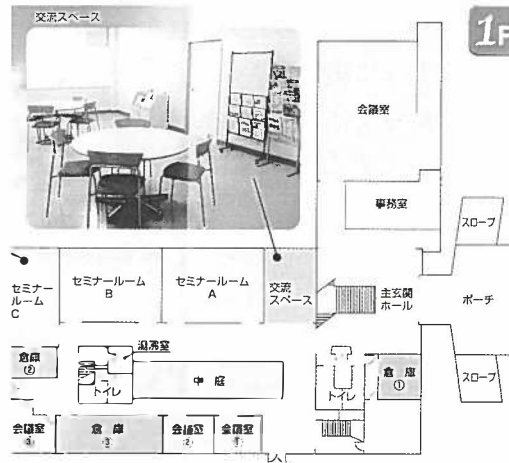 交流スペース
1F
会議室
事務室
スロープ
セミナー
ルーム
C
セミナールーム
B
セミナールーム
A
交流
スペース
主玄関
ホール
ポーチ
湯沸室
倉庫
②
トイレ
中庭
トイレ
倉庫
①
スロープ
会議室
③
倉庫
③
会議室
②
会議室
①